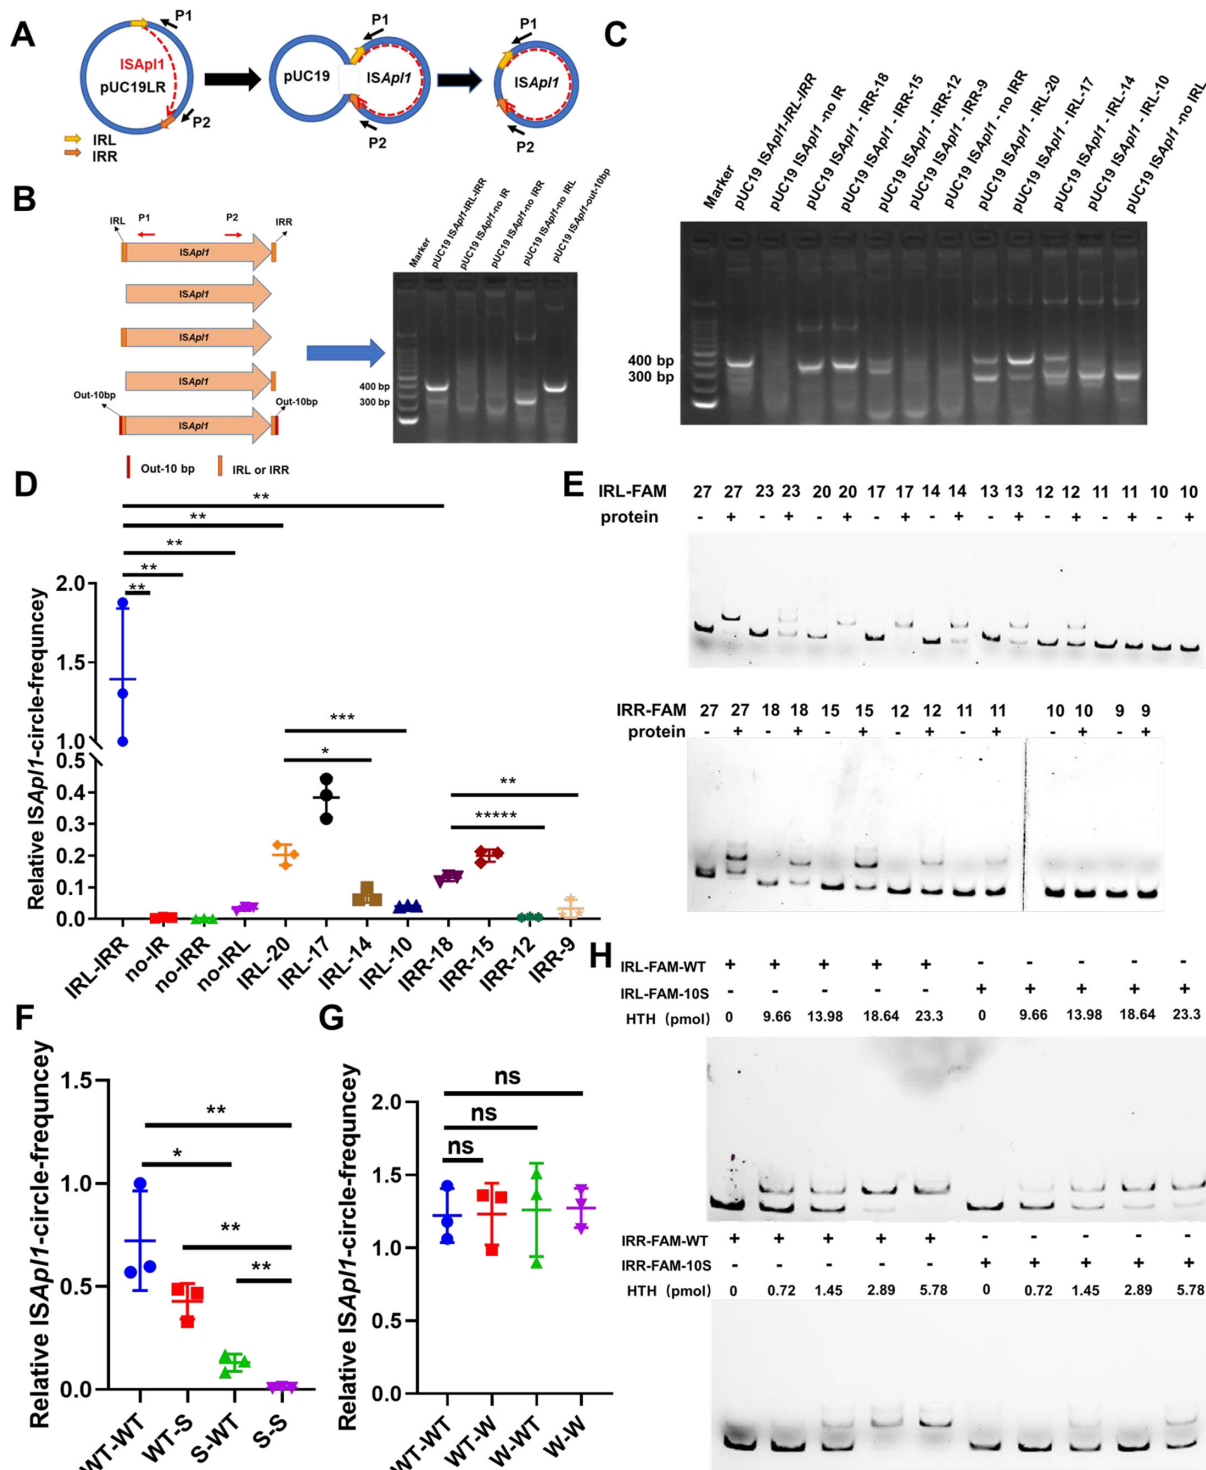 A
P1
ISApl1
pUC19LR
P2
IRL
IRR
pUC19
P1
ISApl1
P2
P1
ISApl1
P2
B
IRL
P1
P2
IRR
ISApl1
ISApl1
ISApl1
ISApl1
Out-10bp
Out-10bp
ISApl1
Out-10 bp
IRL or IRR
Marker
pUC19 ISApl1-IRL-IRR
pUC19 ISApl1-no IR
pUC19 ISApl1-no IRR
pUC19 ISApl1-no IRL
pUC19 ISApl1-out-10bp
400 bp
300 bp
C
Marker
pUC19 ISApl1-IRL-IRR
pUC19 ISApl1 -no IR
pUC19 ISApl1 - IRR-18
pUC19 ISApl1 - IRR-15
pUC19 ISApl1 - IRR-12
pUC19 ISApl1 - IRR-9
pUC19 ISApl1 - no IRR
pUC19 ISApl1 - IRL-20
pUC19 ISApl1 - IRL-17
pUC19 ISApl1 - IRL-14
pUC19 ISApl1 - IRL-10
pUC19 ISApl1 -no IRL
400 bp
300 bp
D
Relative ISApl1-circle-frequncey
2.0
1.5
1.0
0.5
0.4
0.3
0.2
0.1
0.0
**
**
**
**
**
***
*
**
*****
IRL-IRR
no-IR
no-IRR
no-IRL
IRL-20
IRL-17
IRL-14
IRL-10
IRR-18
IRR-15
IRR-12
IRR-9
E
IRL-FAM 27 27 23 23 20 20 17 17 14 14 13 13 12 12 11 11 10 10
protein - + - + - + - + - + - + - + - + - +
IRR-FAM 27 27 18 18 15 15 12 12 11 11 10 10 9 9
protein - + - + - + - + - + - + - +
F
Relative ISApl1-circle-frequncey
1.5
1.0
0.5
0.0
**
*
**
**
WT-WT
WT-S
S-WT
S-S
G
Relative ISApl1-circle-frequncey
2.0
1.5
1.0
0.5
0.0
ns
ns
ns
WT-WT
WT-W
W-WT
W-W
H
IRL-FAM-WT + + + + + - - - - -
IRL-FAM-10S - - - - - + + + + +
HTH (pmol) 0 9.66 13.98 18.64 23.3 0 9.66 13.98 18.64 23.3
IRR-FAM-WT + + + + + - - - - -
IRR-FAM-10S - - - - - + + + + +
HTH (pmol) 0 0.72 1.45 2.89 5.78 0 0.72 1.45 2.89 5.78